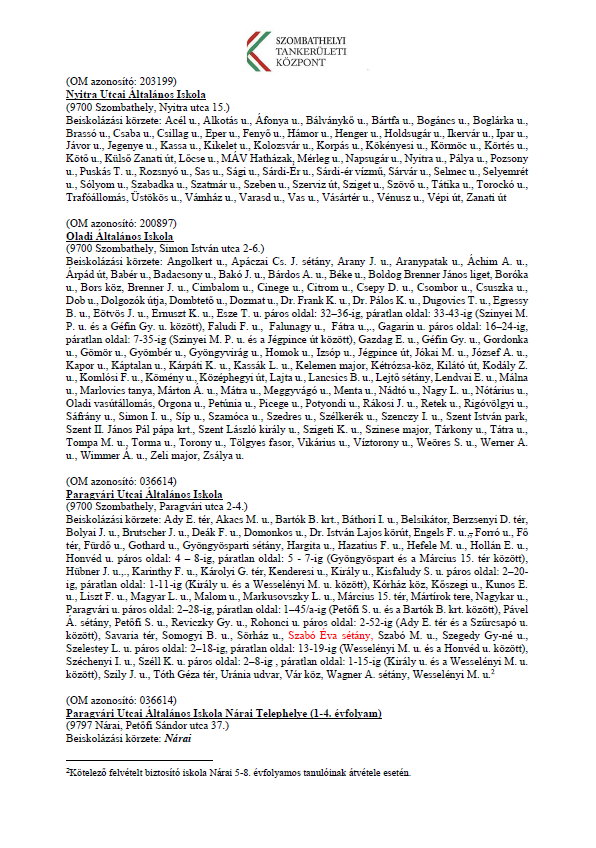 SZOMBATHELYI
TANKERÜLETI
KÖZPONT
(OM azonosító: 203199)
Nyitra Utcai Általános Iskola
(9700 Szombathely, Nyitra utca 15.)
Beiskolázási körzete: Acél u., Alkotás u., Áfonya u., Bálványkő u., Bártfa u., Bogáncs u., Boglárka u.,
Brassó u., Csaba u., Csillag u., Eper u., Fenyő u., Hámor u., Henger u., Holdsugár u., Ikervár u., Ipar u.,
Jávor u., Jegenye u., Kassa u., Kikelet u., Kolozsvár u., Korpás u., Kökényesi u., Körmöc u., Körtés u.,
Kötő u., Külső Zanati út, Lőcse u., MÁV Hatházak, Mérleg u., Napsugár u., Nyitra u., Pálya u., Pozsony
u., Puskás T. u., Rozsnyó u., Sas u., Sági u., Sárdi-Ér u., Sárdi-ér vízmű, Sárvár u., Selmec u., Selyemrét
u., Sólyom u., Szabadka u., Szatmár u., Szeben u., Szerviz út, Sziget u., Szövő u., Tátika u., Torockó u.,
Trafóállomás, Üstökös u., Vámház u., Varasd u., Vas u., Vásártér u., Vénusz u., Vépi út, Zanati út
(OM azonosító: 200897)
Oladi Általános Iskola
(9700 Szombathely, Simon István utca 2-6.)
Beiskolázási körzete: Angolkert u., Apáczai Cs. J. sétány, Arany J. u., Aranypatak u., Áchim A. u.,
Árpád út, Babér u., Badacsony u., Bakó J. u., Bárdos A. u., Béke u., Boldog Brenner János liget, Boróka
u., Bors köz, Brenner J. u., Cimbalom u., Cinege u., Citrom u., Csepy D. u., Csombor u., Csuszka u.,
Dob u., Dolgozók útja, Dombtető u., Dozmat u., Dr. Frank K. u., Dr. Pálos K. u., Dugovics T. u., Egressy
B. u., Eötvös J. u., Ernuszt K. u., Esze T. u. páros oldal: 32–36-ig, páratlan oldal: 33-43-ig (Szinyei M.
P. u. és a Géfin Gy. u. között), Faludi F. u., Falunagy u., Fátra u.,., Gagarin u. páros oldal: 16–24-ig,
páratlan oldal: 7-35-ig (Szinyei M. P. u. és a Jégpince út között), Gazdag E. u., Géfin Gy. u., Gordonka
u., Gömör u., Gyömbér u., Gyöngyvirág u., Homok u., Izsóp u., Jégpince út, Jókai M. u., József A. u.,
Kapor u., Káptalan u., Kárpáti K. u., Kassák L. u., Kelemen major, Kétrózsa-köz, Kilátó út, Kodály Z.
u., Komlósi F. u., Kömény u., Középhegyi út, Lajta u., Lancsics B. u., Lejtő sétány, Lendvai E. u., Málna
u., Marlovics tanya, Márton Á. u., Mátra u., Meggyvágó u., Menta u., Nádtó u., Nagy L. u., Nótárius u.,
Oladi vasútállomás, Orgona u., Petúnia u., Picege u., Potyondi u., Rákosi J. u., Retek u., Rigóvölgyi u.,
Sáfrány u., Simon I. u., Síp u., Szamóca u., Szedres u., Szélkerék u., Szenczy I. u., Szent István park,
Szent II. János Pál pápa krt., Szent László király u., Szigeti K. u., Szinese major, Tárkony u., Tátra u.,
Tompa M. u., Torma u., Torony u., Tölgyes fasor, Vikárius u., Víztorony u., Weöres S. u., Werner A.
u., Wimmer Á. u., Zeli major, Zsálya u.
(OM azonosító: 036614)
Paragvári Utcai Általános Iskola
(9700 Szombathely, Paragvári utca 2-4.)
Beiskolázási körzete: Ady E. tér, Akacs M. u., Bartók B. krt., Báthori I. u., Belsikátor, Berzsenyi D. tér,
Bolyai J. u., Brutscher J. u., Deák F. u., Domonkos u., Dr. István Lajos körút, Engels F. u., Forró u., Fő
tér, Fürdő u., Gothard u., Gyöngyösparti sétány, Hargita u., Hazatius F. u., Hefele M. u., Hollán E. u.,
Honvéd u. páros oldal: 4 – 8-ig, páratlan oldal: 5 - 7-ig (Gyöngyöspart és a Március 15. tér között),
Hübner J. u.,., Karinthy F. u., Károlyi G. tér, Kenderesi u., Király u., Kisfaludy S. u. páros oldal: 2–20-
ig, páratlan oldal: 1-11-ig (Király u. és a Wesselényi M. u. között), Kórház köz, Kőszegi u., Kunos E.
u., Liszt F. u., Magyar L. u., Malom u., Markusovszky L. u., Március 15. tér, Mártírok tere, Nagykar u.,
Paragvári u. páros oldal: 2–28-ig, páratlan oldal: 1–45/a-ig (Petőfi S. u. és a Bartók B. krt. között), Pável
Á. sétány, Petőfi S. u., Reviczky Gy. u., Rohonci u. páros oldal: 2-52-ig (Ady E. tér és a Szűrcsapó u.
között), Savaria tér, Somogyi B. u., Sörház u., Szabó Éva sétány, Szabó M. u., Szegedy Gy-né u.,
Szelestey L. u. páros oldal: 2–18-ig, páratlan oldal: 13-19-ig (Wesselényi M. u. és a Honvéd u. között),
Széchenyi I. u., Széll K. u. páros oldal: 2–8-ig , páratlan oldal: 1-15-ig (Király u. és a Wesselényi M. u.
között), Szily J. u., Tóth Géza tér, Uránia udvar, Vár köz, Wagner A. sétány, Wesselényi M. u.²
(OM azonosító: 036614)
Paragvári Utcai Általános Iskola Nárai Telephelye (1-4. évfolyam)
(9797 Nárai, Petőfi Sándor utca 37.)
Beiskolázási körzete: Nárai
²Kötelező felvételt biztosító iskola Nárai 5-8. évfolyamos tanulóinak átvétele esetén.